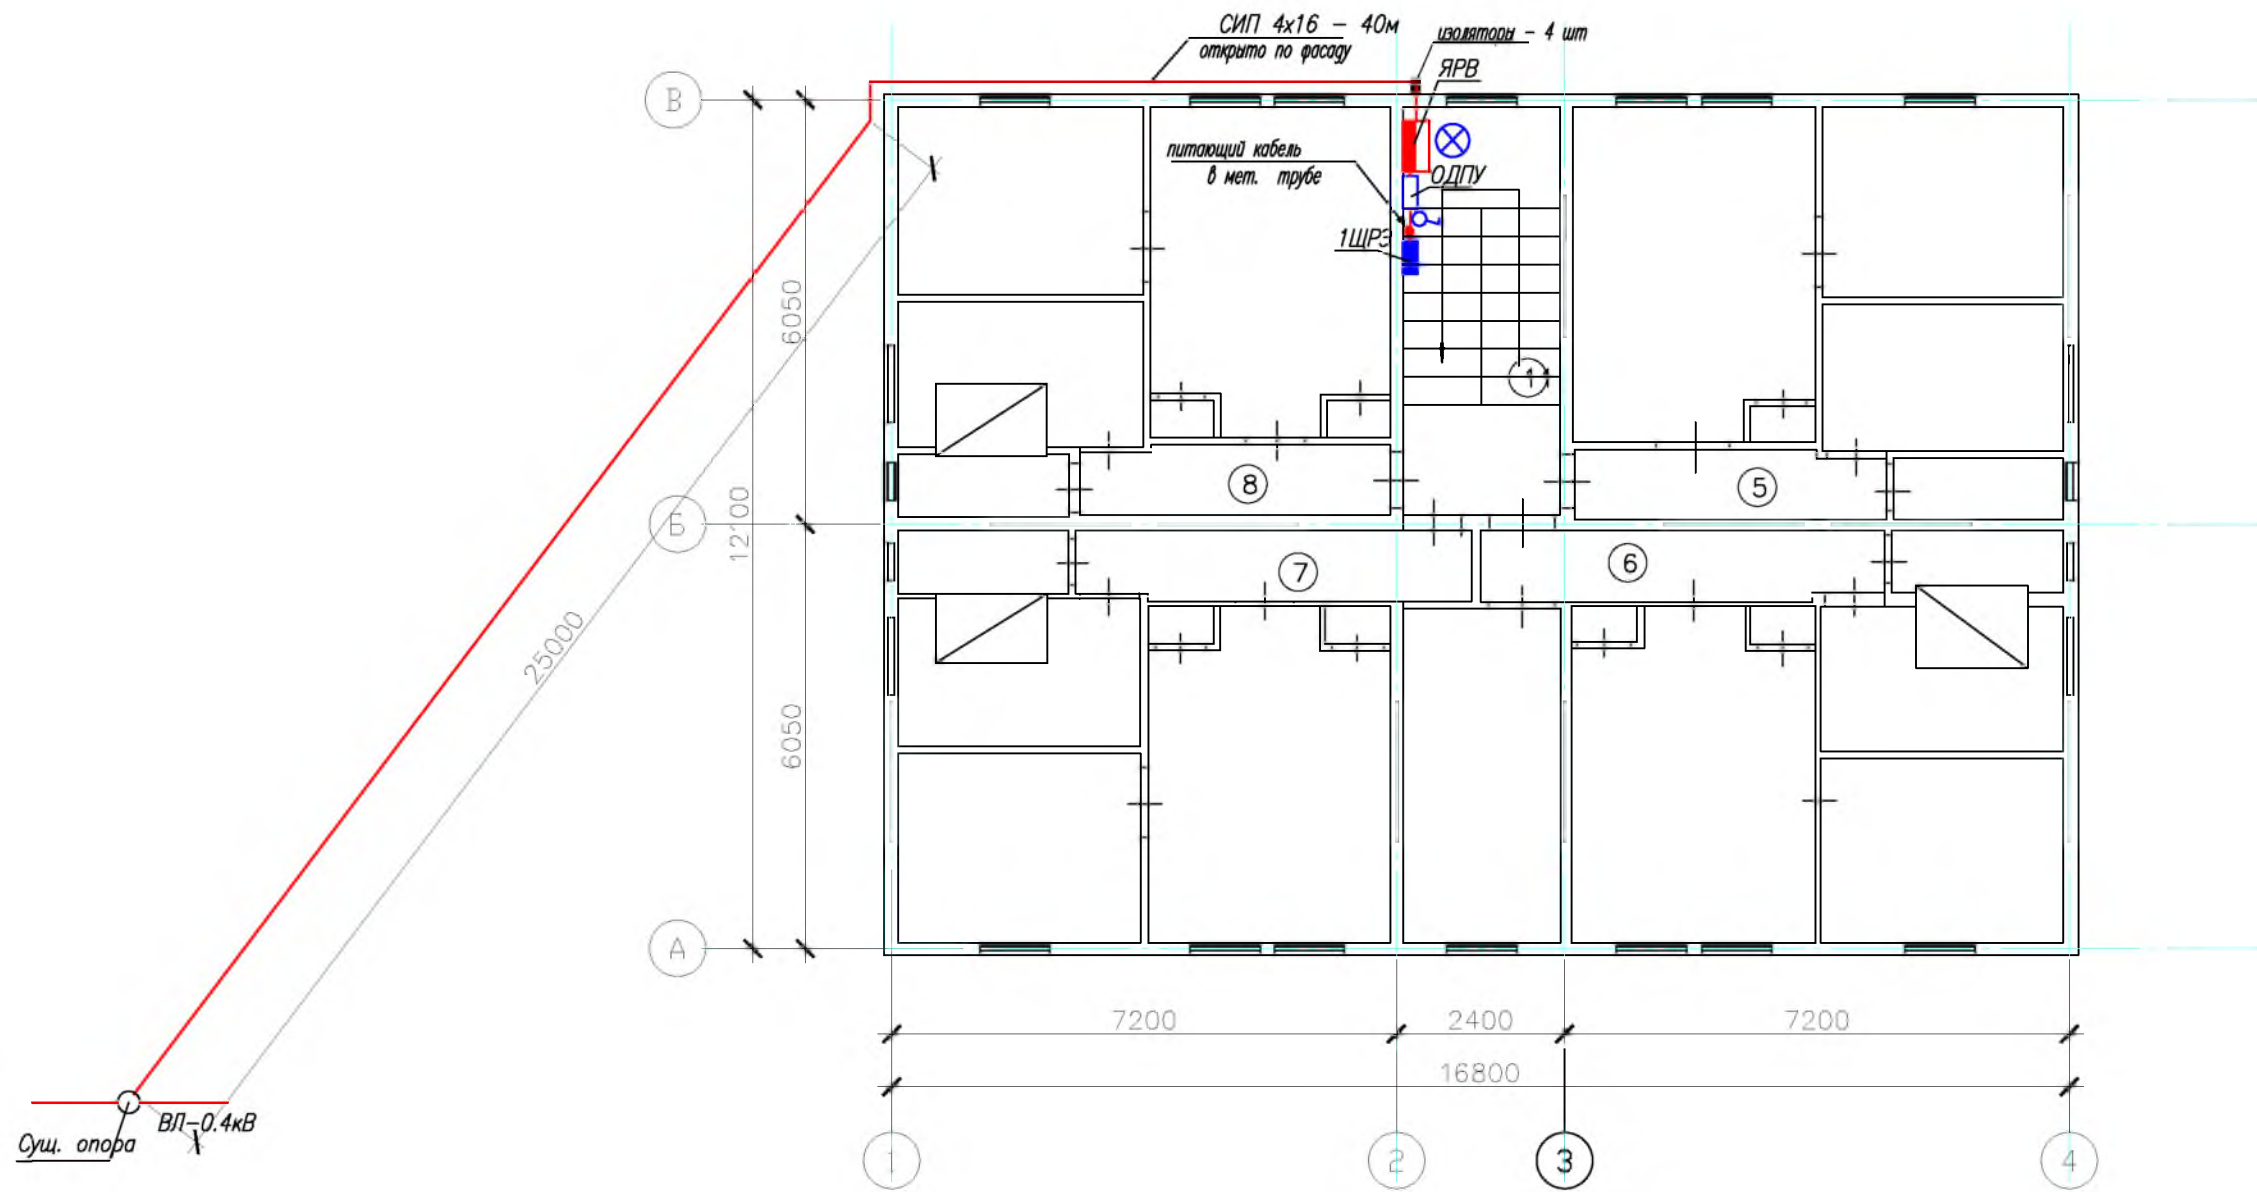 СИП 4х16 – 40м
открыто по фасаду
изоляторы – 4 шт
ЯРВ
В
питающий кабель
в мет. трубе
ОДПУ
1ЩРЭ
6050
11
8
5
12100
Б
7
6
25000
6050
А
7200
2400
7200
16800
ВЛ–0.4кВ
Сущ. опора
1
2
3
4